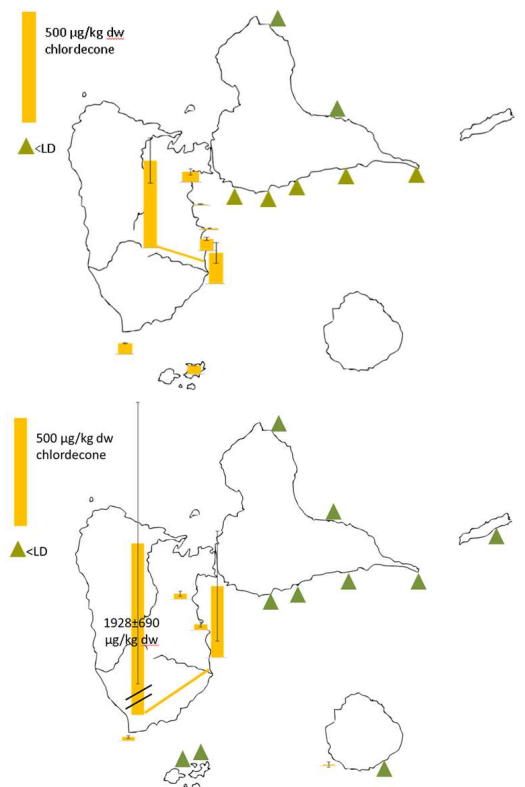 500 µg/kg dw
chlordecone
<LD
500 µg/kg dw
chlordecone
<LD
1928±690
µg/kg dw